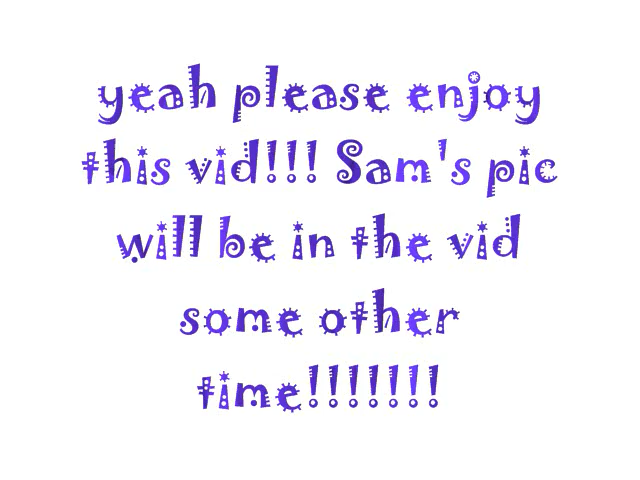 yeah please enjoy
this vid!!! Sam's pic
will be in the vid
some other
time!!!!!!!